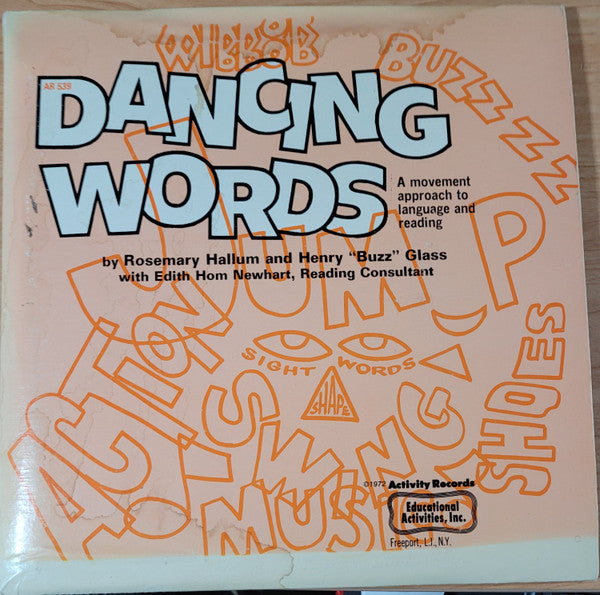 BUZZ ZZ
AR 539
DANCING
WORDS
A movement
approach to
language and
reading
by Rosemary Hallum and Henry "Buzz" Glass
with Edith Hom Newhart, Reading Consultant
JUMP
ACTION
SIGHT WORDS
SHAPE
SHOES
SWING
MUSIC
©1972 Activity Records
Educational
Activities, Inc.
Freeport, L.I., N.Y.